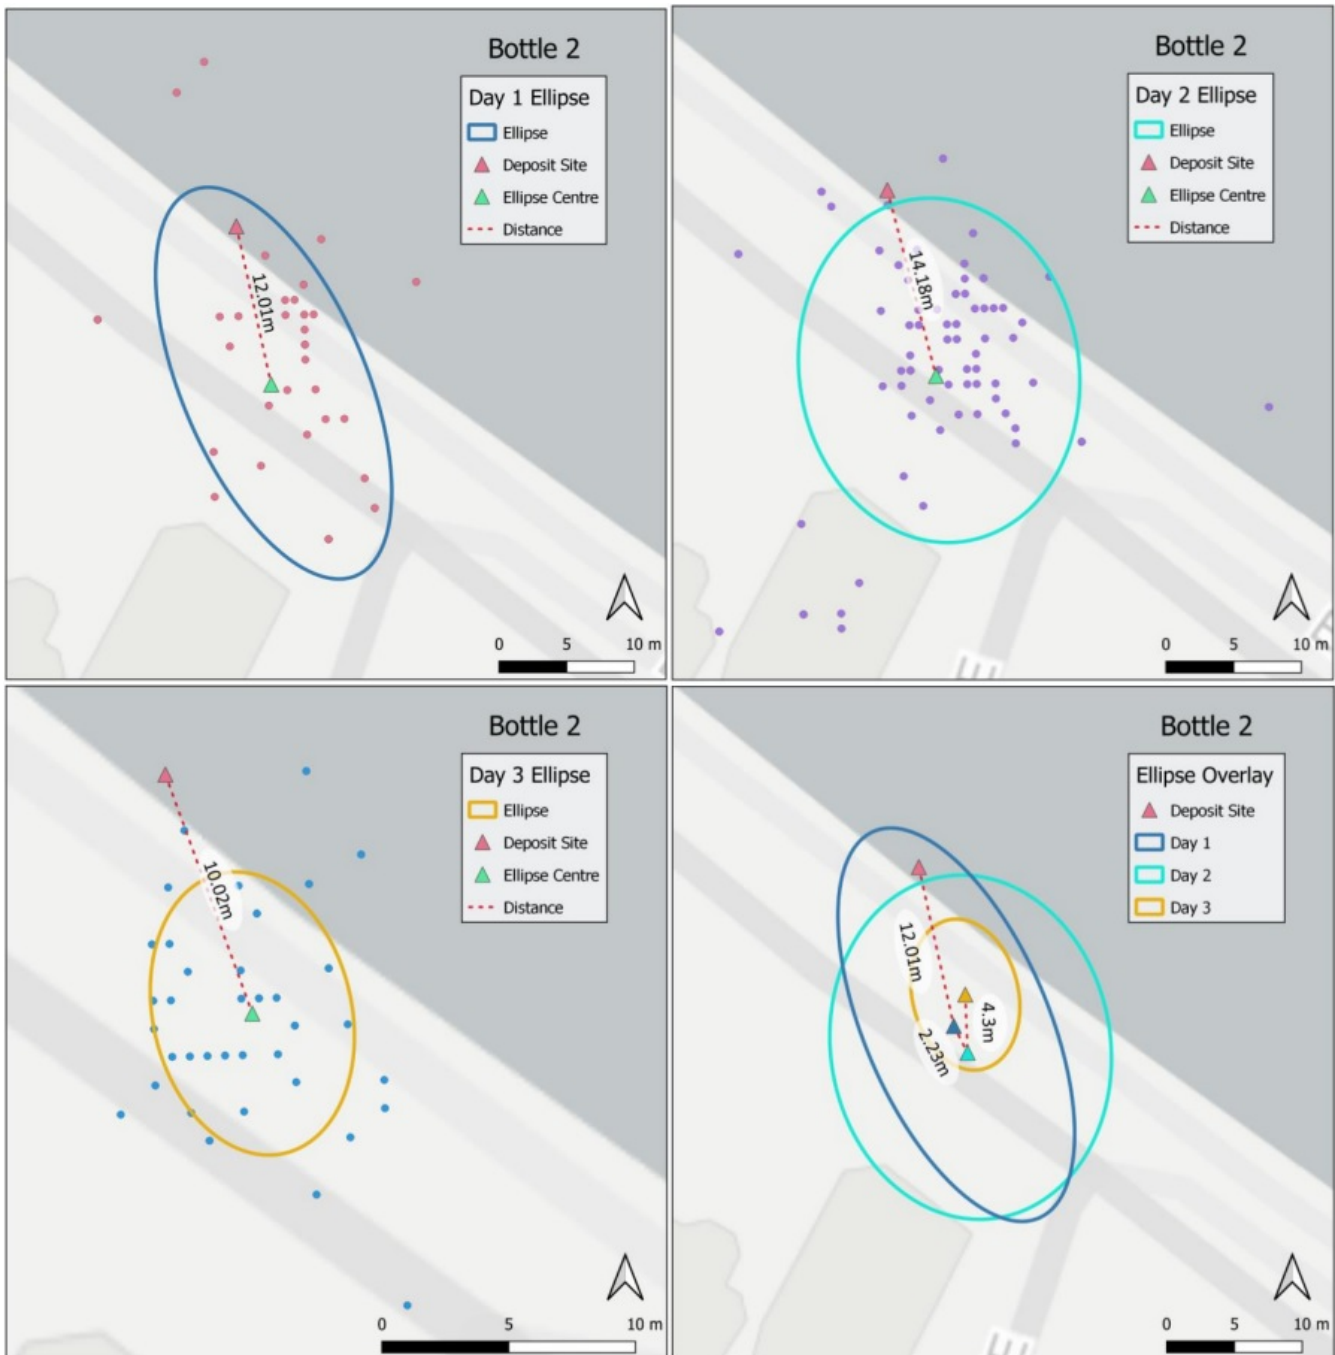 Bottle 2
Day 1 Ellipse
Ellipse
Deposit Site
Ellipse Centre
Distance
12.01m
0 5 10 m
Bottle 2
Day 2 Ellipse
Ellipse
Deposit Site
Ellipse Centre
Distance
14.18m
0 5 10 m
Bottle 2
Day 3 Ellipse
Ellipse
Deposit Site
Ellipse Centre
Distance
10.02m
0 5 10 m
Bottle 2
Ellipse Overlay
Deposit Site
Day 1
Day 2
Day 3
12.01m
4.3m
2.23m
0 5 10 m